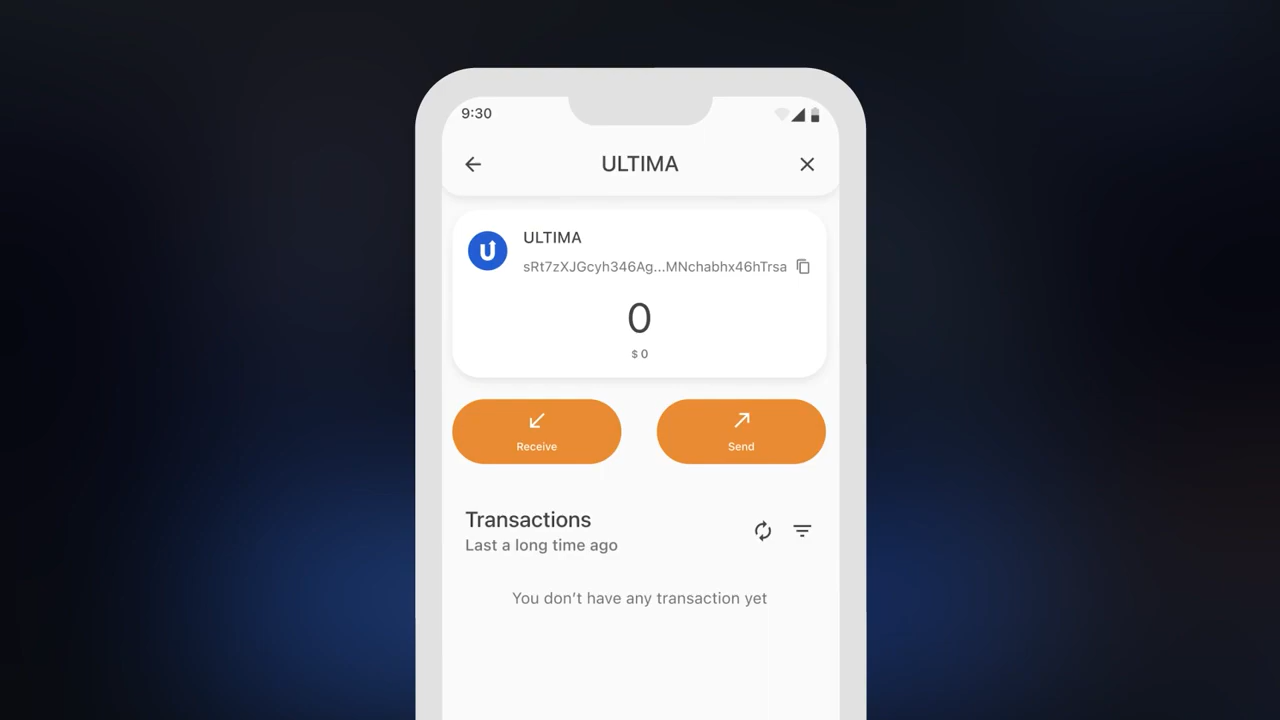 9:30
ULTIMA
ULTIMA
sRt7zXJGcyh346Ag...MNchabhx46hTrsa
0
$ 0
Receive
Send
Transactions
Last a long time ago
You don’t have any transaction yet